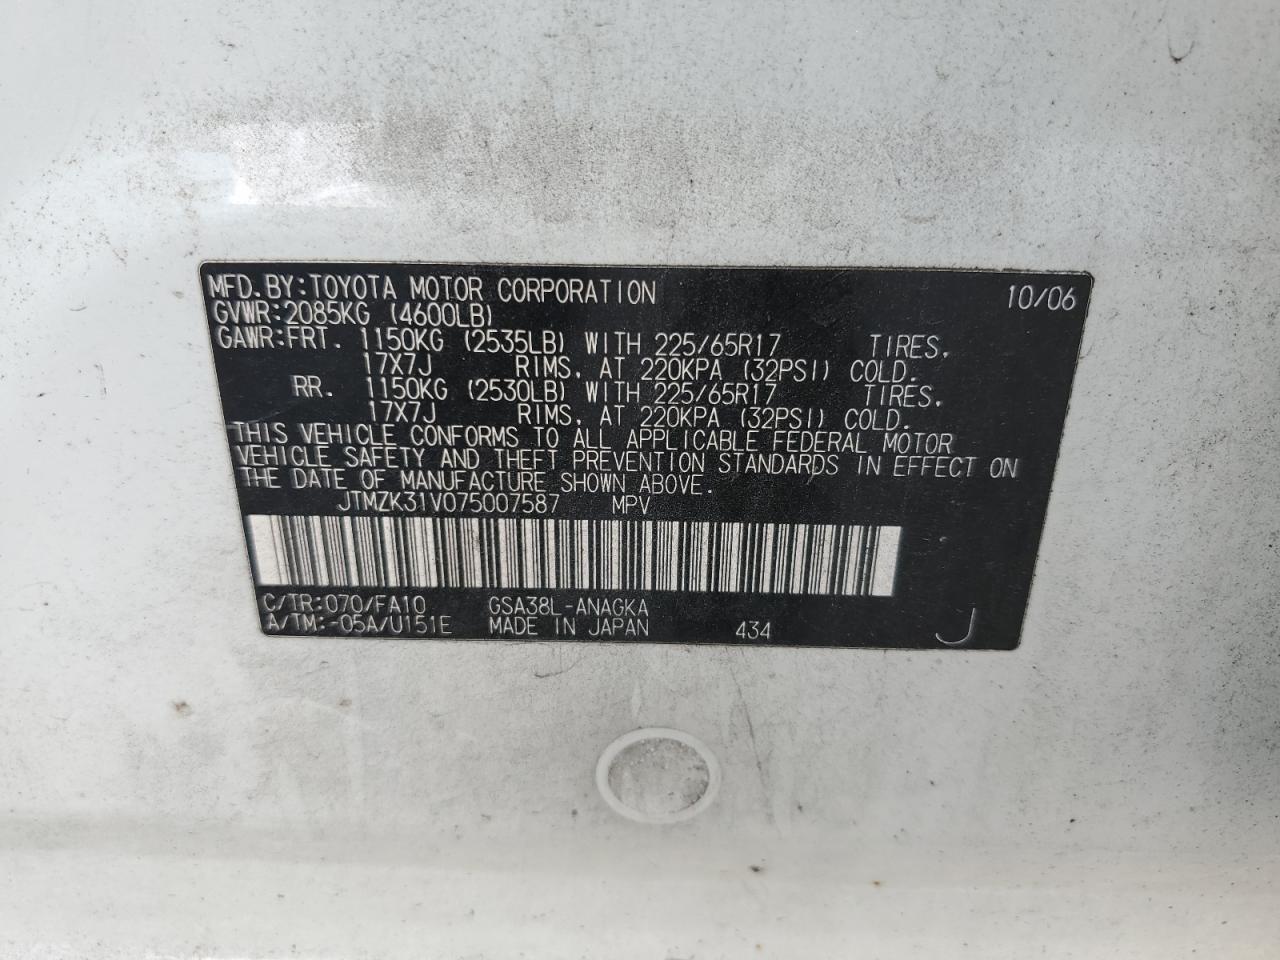 MFD.BY:TOYOTA MOTOR CORPORATION 10/06
GVWR:2085KG (4600LB)
GAWR:FRT. 1150KG (2535LB) WITH 225/65R17 TIRES,
17X7J RIMS, AT 220KPA (32PSI) COLD.
RR. 1150KG (2530LB) WITH 225/65R17 TIRES,
17X7J RIMS, AT 220KPA (32PSI) COLD.
THIS VEHICLE CONFORMS TO ALL APPLICABLE FEDERAL MOTOR
VEHICLE SAFETY AND THEFT PREVENTION STANDARDS IN EFFECT ON
THE DATE OF MANUFACTURE SHOWN ABOVE.
JTMZK31V075007587 MPV
C/TR:070/FA10 GSA38L-ANAGKA
A/TM:-05A/U151E MADE IN JAPAN 434 J